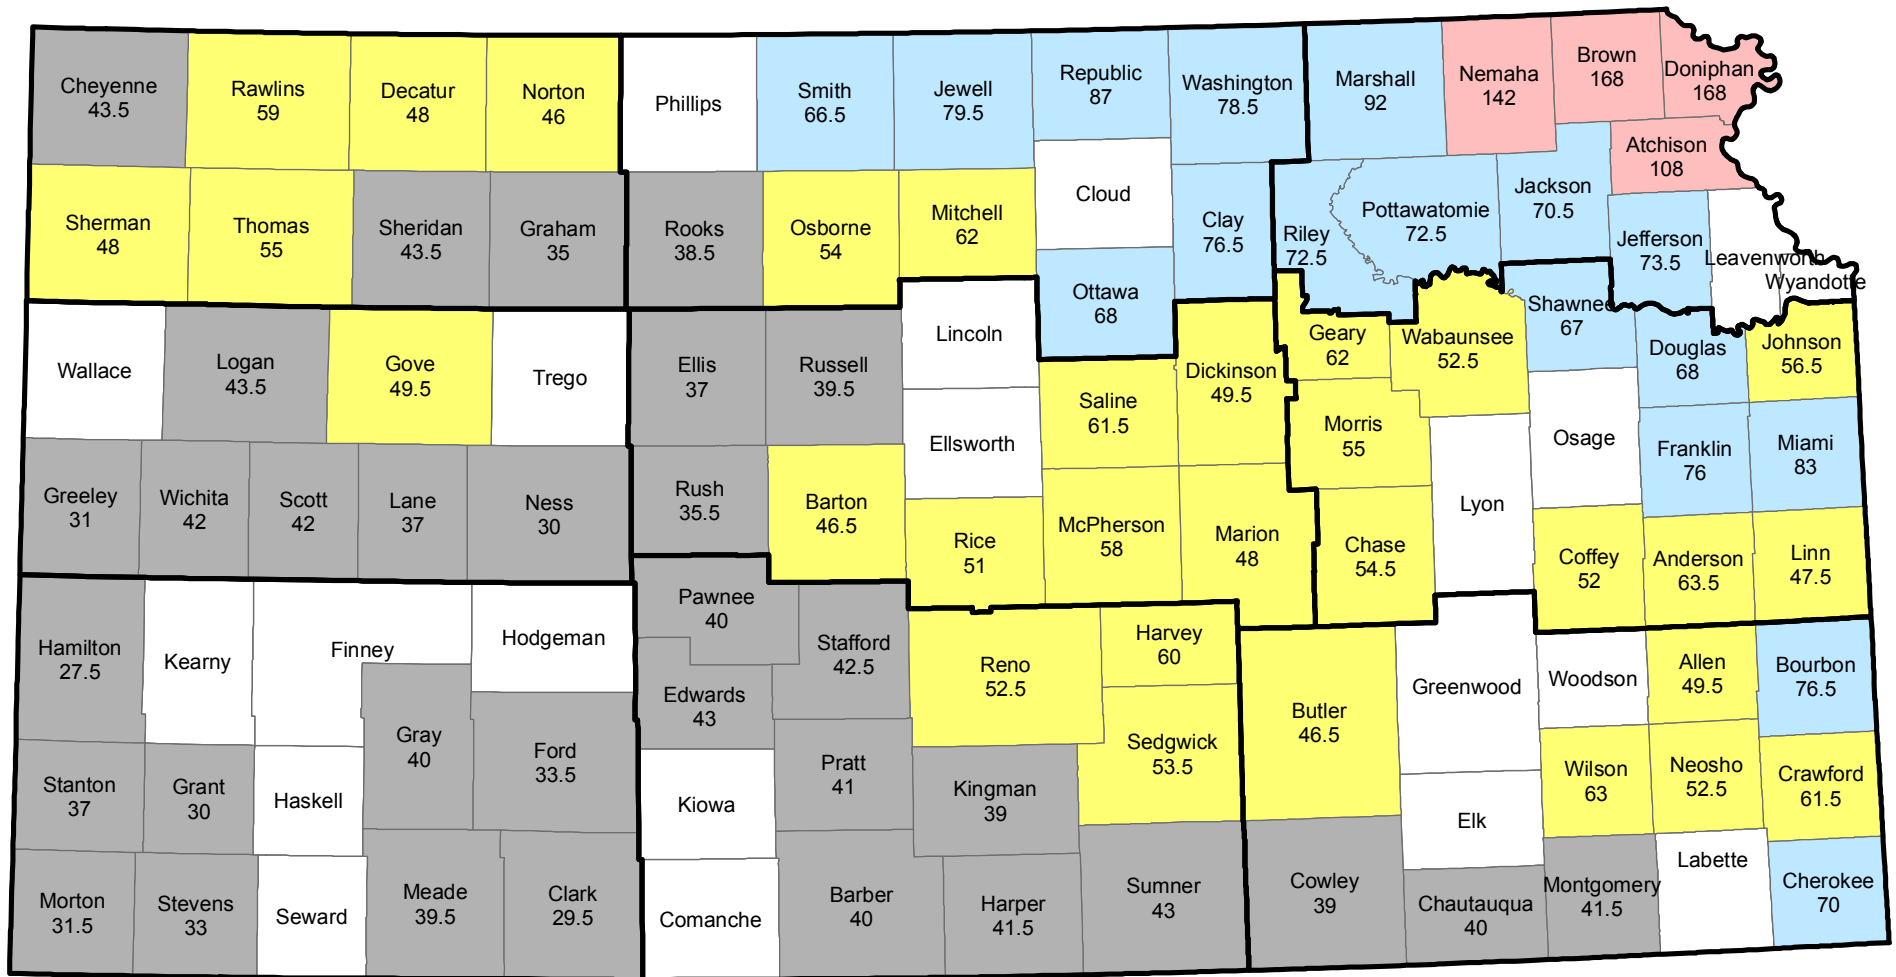 Cheyenne
43.5
Rawlins
59
Decatur
48
Norton
46
Phillips
Smith
66.5
Jewell
79.5
Republic
87
Washington
78.5
Marshall
92
Nemaha
142
Brown
168
Doniphan
168
Atchison
108
Sherman
48
Thomas
55
Sheridan
43.5
Graham
35
Rooks
38.5
Osborne
54
Mitchell
62
Cloud
Clay
76.5
Riley
72.5
Pottawatomie
72.5
Jackson
70.5
Jefferson
73.5
Leavenworth
Wyandotte
Ottawa
68
Wallace
Logan
43.5
Gove
49.5
Trego
Ellis
37
Russell
39.5
Lincoln
Dickinson
49.5
Geary
62
Wabaunsee
52.5
Shawnee
67
Douglas
68
Johnson
56.5
Saline
61.5
Ellsworth
Morris
55
Osage
Franklin
76
Miami
83
Greeley
31
Wichita
42
Scott
42
Lane
37
Ness
30
Rush
35.5
Barton
46.5
Rice
51
McPherson
58
Marion
48
Chase
54.5
Lyon
Coffey
52
Anderson
63.5
Linn
47.5
Hamilton
27.5
Kearny
Finney
Hodgeman
Pawnee
40
Stafford
42.5
Edwards
43
Reno
52.5
Harvey
60
Butler
46.5
Greenwood
Woodson
Allen
49.5
Bourbon
76.5
Gray
40
Ford
33.5
Pratt
41
Sedgwick
53.5
Stanton
37
Grant
30
Haskell
Kiowa
Kingman
39
Elk
Wilson
63
Neosho
52.5
Crawford
61.5
Morton
31.5
Stevens
33
Seward
Meade
39.5
Clark
29.5
Comanche
Barber
40
Harper
41.5
Sumner
43
Cowley
39
Chautauqua
40
Montgomery
41.5
Labette
Cherokee
70